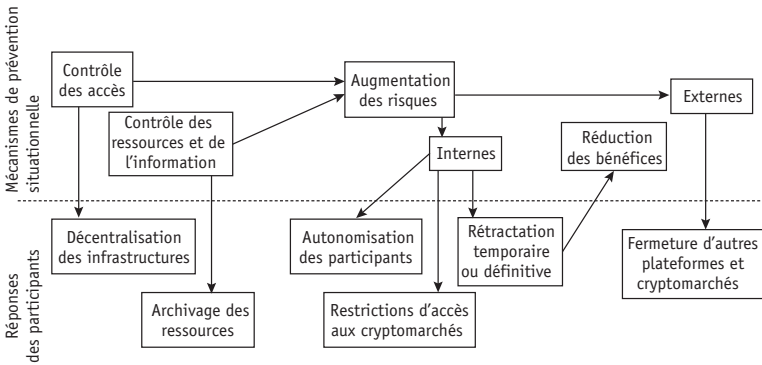 Mécanismes de prévention
situationnelle
Contrôle
des accès
Augmentation
des risques
Externes
Contrôle des
ressources et de
l'information
Internes
Réduction
des bénéfices
Réponses
des participants
Décentralisation
des infrastructures
Autonomisation
des participants
Rétractation
temporaire
ou définitive
Fermeture d'autres
plateformes et
cryptomarchés
Archivage des
ressources
Restrictions d'accès
aux cryptomarchés